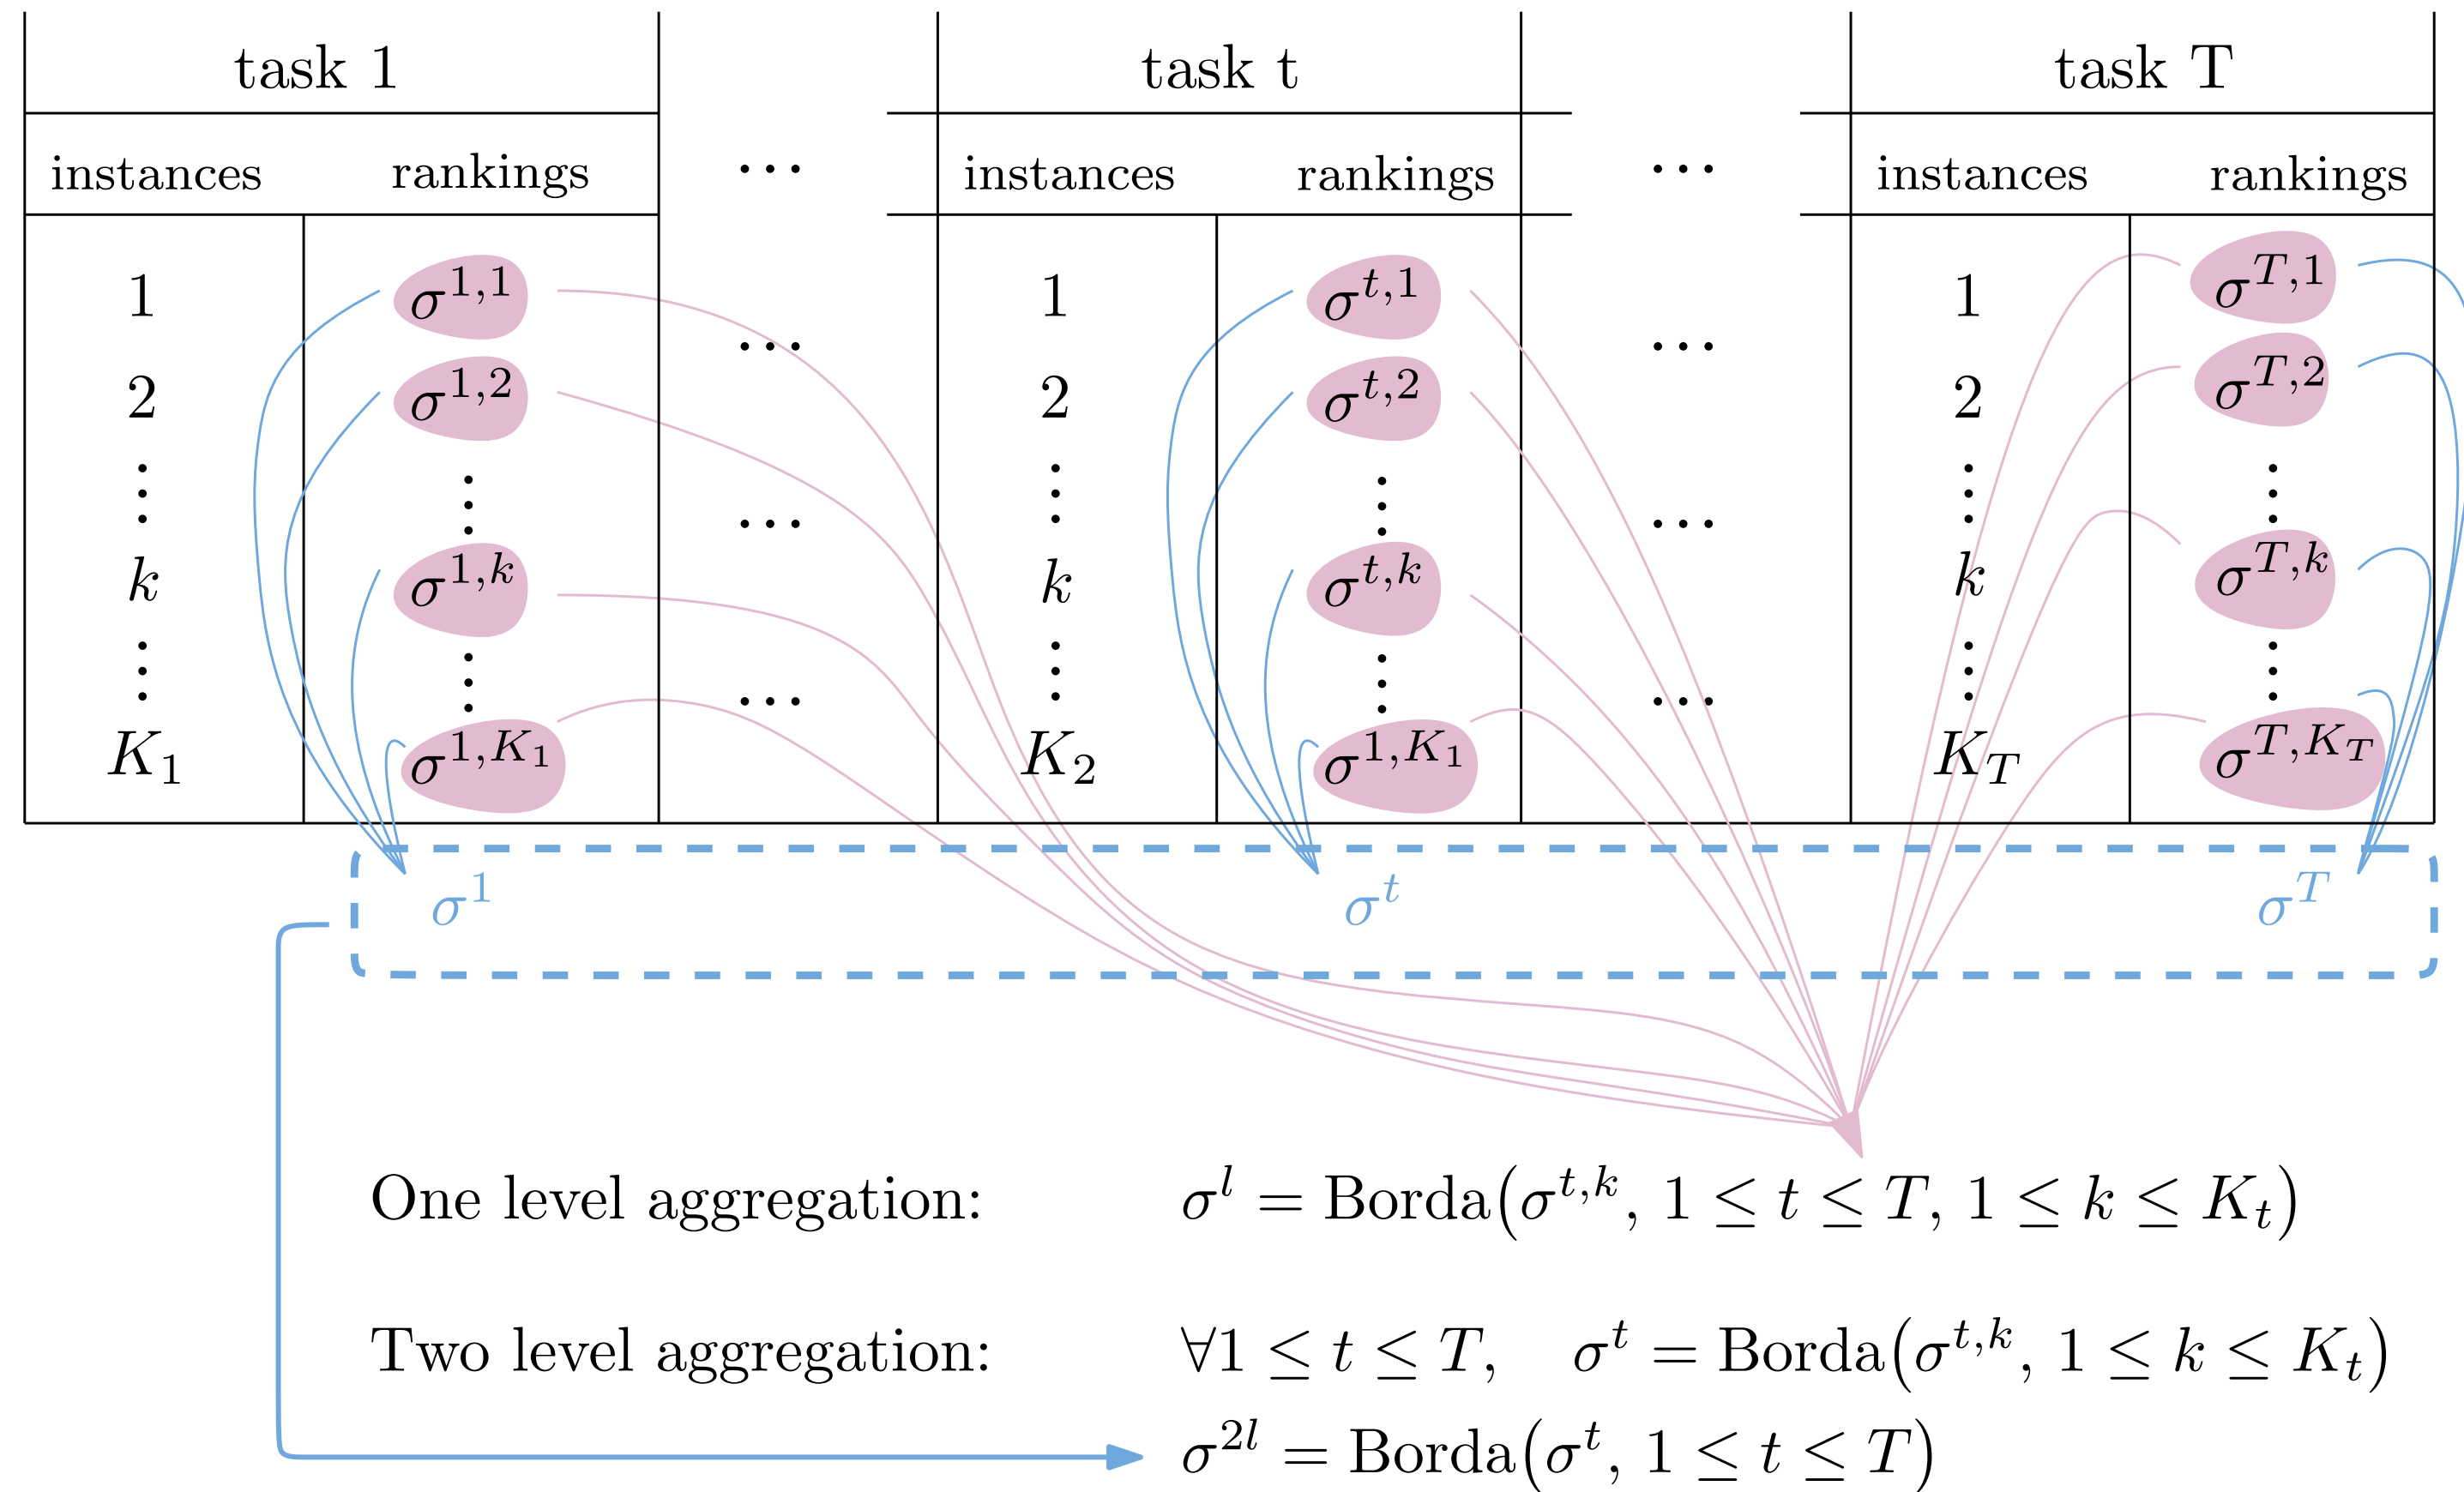 task 1 task t task T
instances rankings ··· instances rankings ··· instances rankings
1 σ^{1,1} ··· 1 σ^{t,1} ··· 1 σ^{T,1}
2 σ^{1,2} 2 σ^{t,2} 2 σ^{T,2}
⋮ ⋮ ··· ⋮ ⋮ ··· ⋮ ⋮
k σ^{1,k} k σ^{t,k} k σ^{T,k}
⋮ ⋮ ··· ⋮ ⋮ ··· ⋮ ⋮
K_1 σ^{1,K_1} K_2 σ^{1,K_1} K_T σ^{T,K_T}
σ^1 σ^t σ^T
One level aggregation: σ^l = Borda(σ^{t,k}, 1 ≤ t ≤ T, 1 ≤ k ≤ K_t)
Two level aggregation: ∀1 ≤ t ≤ T, σ^t = Borda(σ^{t,k}, 1 ≤ k ≤ K_t)
σ^{2l} = Borda(σ^t, 1 ≤ t ≤ T)